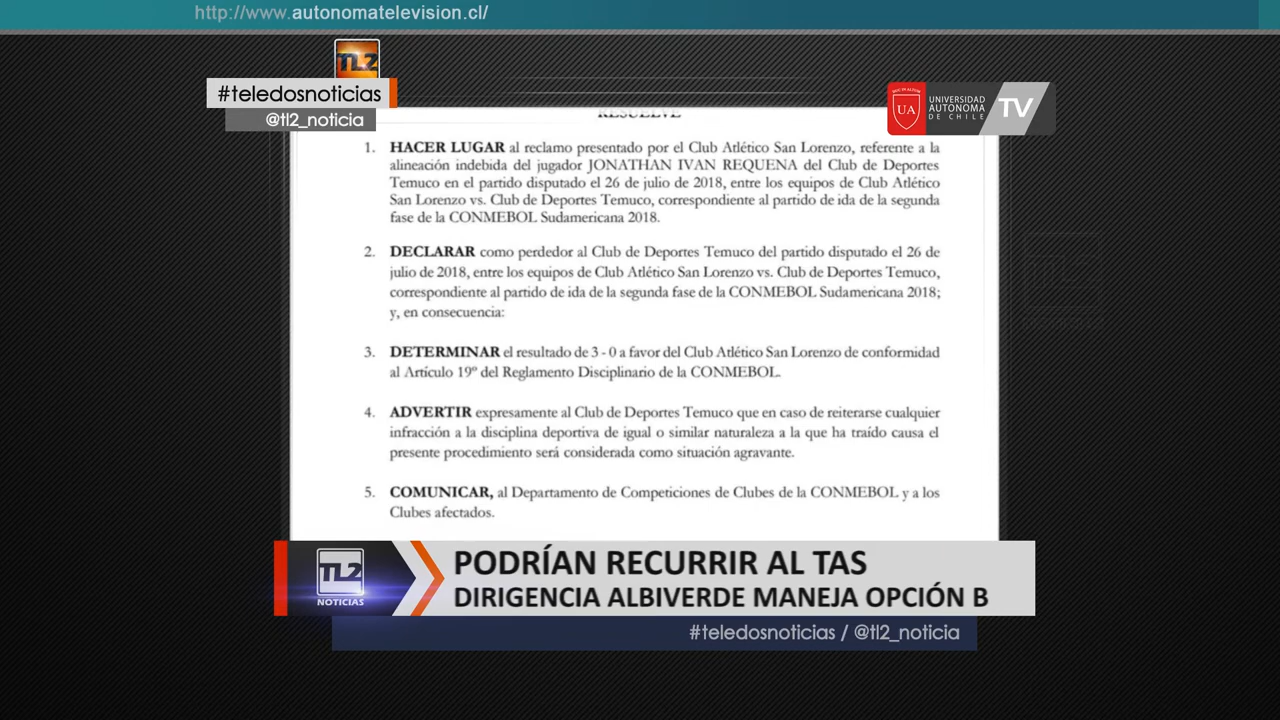 http://www.autonomatelevision.cl/
TL2
#teledosnoticias
@tl2_noticia
DUC IN ALTUM
UA
UNIVERSIDAD
AUTONOMA
DE CHILE
TV
RESUELVE
1. HACER LUGAR al reclamo presentado por el Club Atlético San Lorenzo, referente a la
alineación indebida del jugador JONATHAN IVAN REQUENA del Club de Deportes
Temuco en el partido disputado el 26 de julio de 2018, entre los equipos de Club Atlético
San Lorenzo vs. Club de Deportes Temuco, correspondiente al partido de ida de la segunda
fase de la CONMEBOL Sudamericana 2018.
2. DECLARAR como perdedor al Club de Deportes Temuco del partido disputado el 26 de
julio de 2018, entre los equipos de Club Atlético San Lorenzo vs. Club de Deportes Temuco,
correspondiente al partido de ida de la segunda fase de la CONMEBOL Sudamericana 2018;
y, en consecuencia:
3. DETERMINAR el resultado de 3 - 0 a favor del Club Atlético San Lorenzo de conformidad
al Artículo 19º del Reglamento Disciplinario de la CONMEBOL.
4. ADVERTIR expresamente al Club de Deportes Temuco que en caso de reiterarse cualquier
infracción a la disciplina deportiva de igual o similar naturaleza a la que ha traído causa el
presente procedimiento será considerada como situación agravante.
5. COMUNICAR, al Departamento de Competiciones de Clubes de la CONMEBOL y a los
Clubes afectados.
TL2
NOTICIAS
PODRÍAN RECURRIR AL TAS
DIRIGENCIA ALBIVERDE MANEJA OPCIÓN B
#teledosnoticias / @tl2_noticia